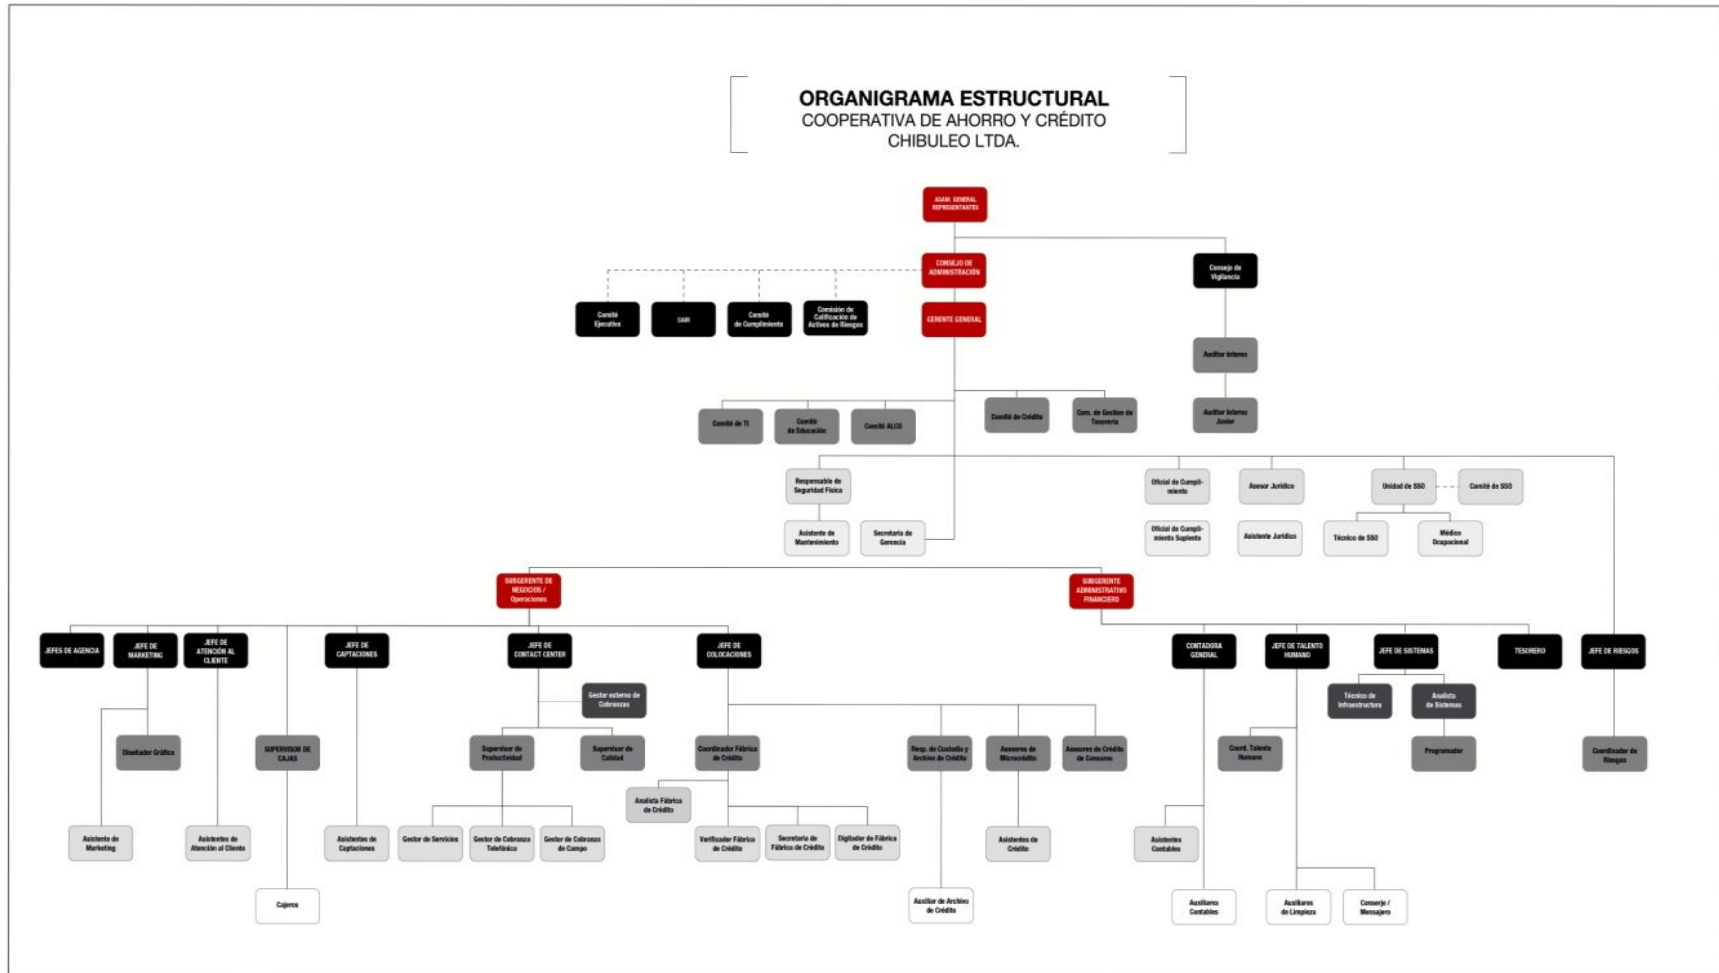 ORGANIGRAMA ESTRUCTURAL
COOPERATIVA DE AHORRO Y CRÉDITO
CHIBULEO LTDA.
ASAM. GENERAL
REPRESENTANTES
CONSEJO DE
ADMINISTRACIÓN
Consejo de
Vigilancia
Comité
Ejecutivo
CAIR
Comité
de Cumplimiento
Comisión de
Calificación de
Activos de Riesgos
GERENTE GENERAL
Auditor Interno
Comité de TI
Comité
de Educación
Comité ALCO
Comité de Crédito
Com. de Gestion de
Tesorería
Auditor Interno
Junior
Responsable de
Seguridad Física
Oficial de Cumpli-
miento
Asesor Jurídico
Unidad de SSO
Comité de SSO
Asistente de
Mantenimiento
Secretaria de
Gerencia
Oficial de Cumpli-
miento Suplente
Asistente Jurídico
Técnico de SSO
Médico
Ocupacional
SUBGERENTE DE
NEGOCIOS /
Operaciones
SUBGERENTE
ADMINISTRATIVO
FINANCIERO
JEFES DE AGENCIA
JEFE DE
MARKETING
JEFE DE
ATENCIÓN AL
CLIENTE
JEFE DE
CAPTACIONES
JEFE DE
CONTACT CENTER
JEFE DE
COLOCACIONES
CONTADORA
GENERAL
JEFE DE TALENTO
HUMANO
JEFE DE SISTEMAS
TESORERO
JEFE DE RIESGOS
Gestor externo de
Cobranzas
Técnico de
Infraestructura
Analista
de Sistemas
Diseñador Gráfico
SUPERVISOR DE
CAJAS
Supervisor de
Productividad
Supervisor de
Calidad
Coordinador Fábrica
de Crédito
Resp. de Custodia y
Archivo de Crédito
Asesores de
Microcrédito
Asesores de Crédito
de Consumo
Coord. Talento
Humano
Programador
Coordinador de
Riesgos
Analista Fábrica
de Crédito
Asistente de
Marketing
Asistentes de
Atención al Cliente
Asistentes de
Captaciones
Gestor de Servicios
Gestor de Cobranza
Telefónica
Gestor de Cobranza
de Campo
Verificador Fábrica
de Crédito
Secretaria de
Fábrica de Crédito
Digitador de Fábrica
de Crédito
Asistentes de
Crédito
Asistentes
Contables
Cajeros
Auxiliar de Archivo
de Crédito
Auxiliares
Contables
Auxiliares
de Limpieza
Conserje /
Mensajero